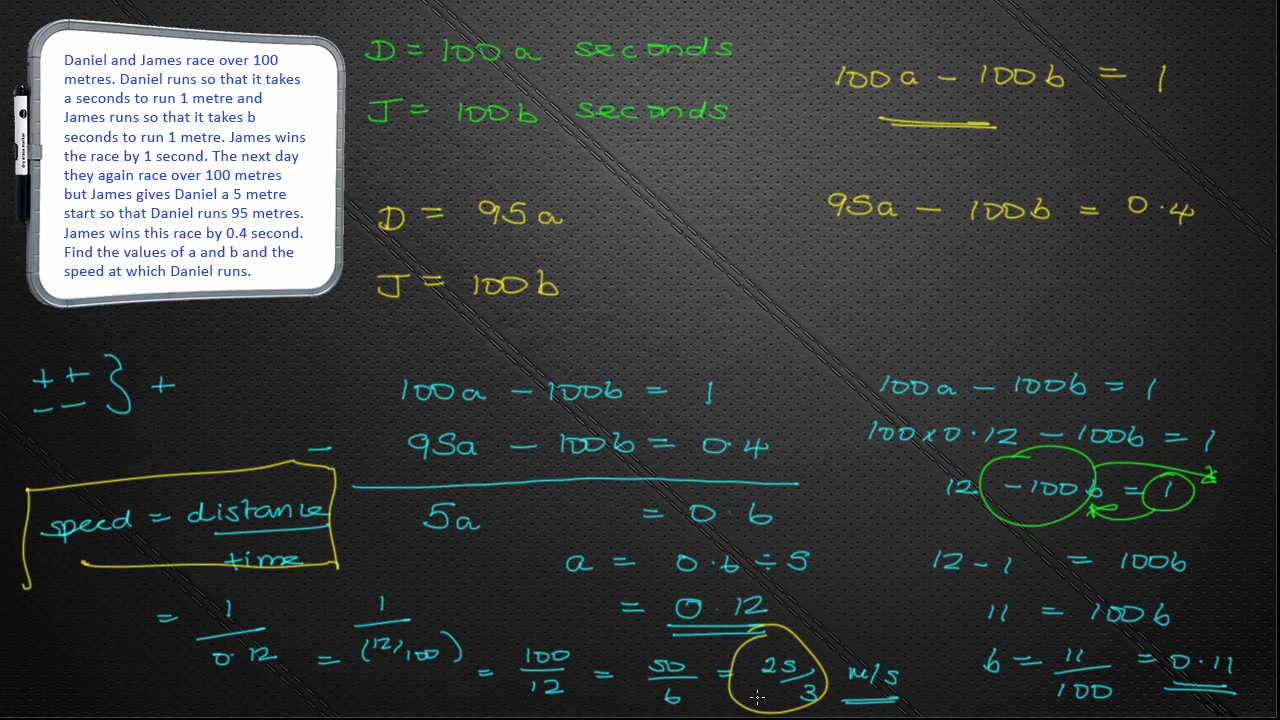 Daniel and James race over 100
metres. Daniel runs so that it takes
a seconds to run 1 metre and
James runs so that it takes b
seconds to run 1 metre. James wins
the race by 1 second. The next day
they again race over 100 metres
but James gives Daniel a 5 metre
start so that Daniel runs 95 metres.
James wins this race by 0.4 second.
Find the values of a and b and the
speed at which Daniel runs.
D = 100a seconds
J = 100b seconds
100a - 100b = 1
D = 95a
J = 100b
95a - 100b = 0.4
+ + } +
- -
100a - 100b = 1
- 95a - 100b = 0.4
5a = 0.6
a = 0.6 ÷ 5
= 0.12
speed = distance
time
= 1/0.12 = 1/(12/100) = 100/12 = 50/6 = 25/3 m/s
100a - 100b = 1
100 x 0.12 - 100b = 1
12 - 100b = 1
12 - 1 = 100b
11 = 100b
b = 11/100 = 0.11